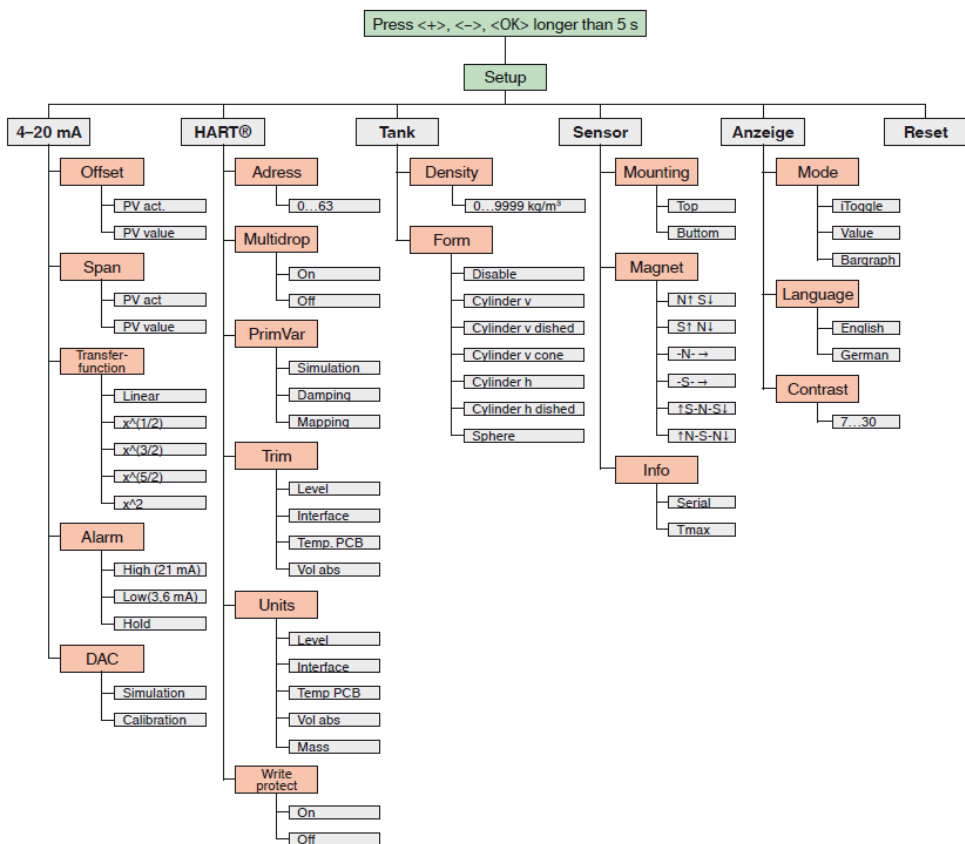 Press <+>, <–>, <OK> longer than 5 s
Setup
4–20 mA
Offset
PV act.
PV value
Span
PV act
PV value
Transfer-
function
Linear
x^(1/2)
x^(3/2)
x^(5/2)
x^2
Alarm
High (21 mA)
Low(3,6 mA)
Hold
DAC
Simulation
Calibration
HART®
Adress
0…63
Multidrop
On
Off
PrimVar
Simulation
Damping
Mapping
Trim
Level
Interface
Temp. PCB
Vol abs
Units
Level
Interface
Temp PCB
Vol abs
Mass
Write
protect
On
Off
Tank
Density
0…9999 kg/m³
Form
Disable
Cylinder v
Cylinder v dished
Cylinder v cone
Cylinder h
Cylinder h dished
Sphere
Sensor
Mounting
Top
Buttom
Magnet
N↑ S↓
S↑ N↓
-N- →
-S- →
↑S-N-S↓
↑N-S-N↓
Info
Serial
Tmax
Anzeige
Mode
iToggle
Value
Bargraph
Language
English
German
Contrast
7…30
Reset